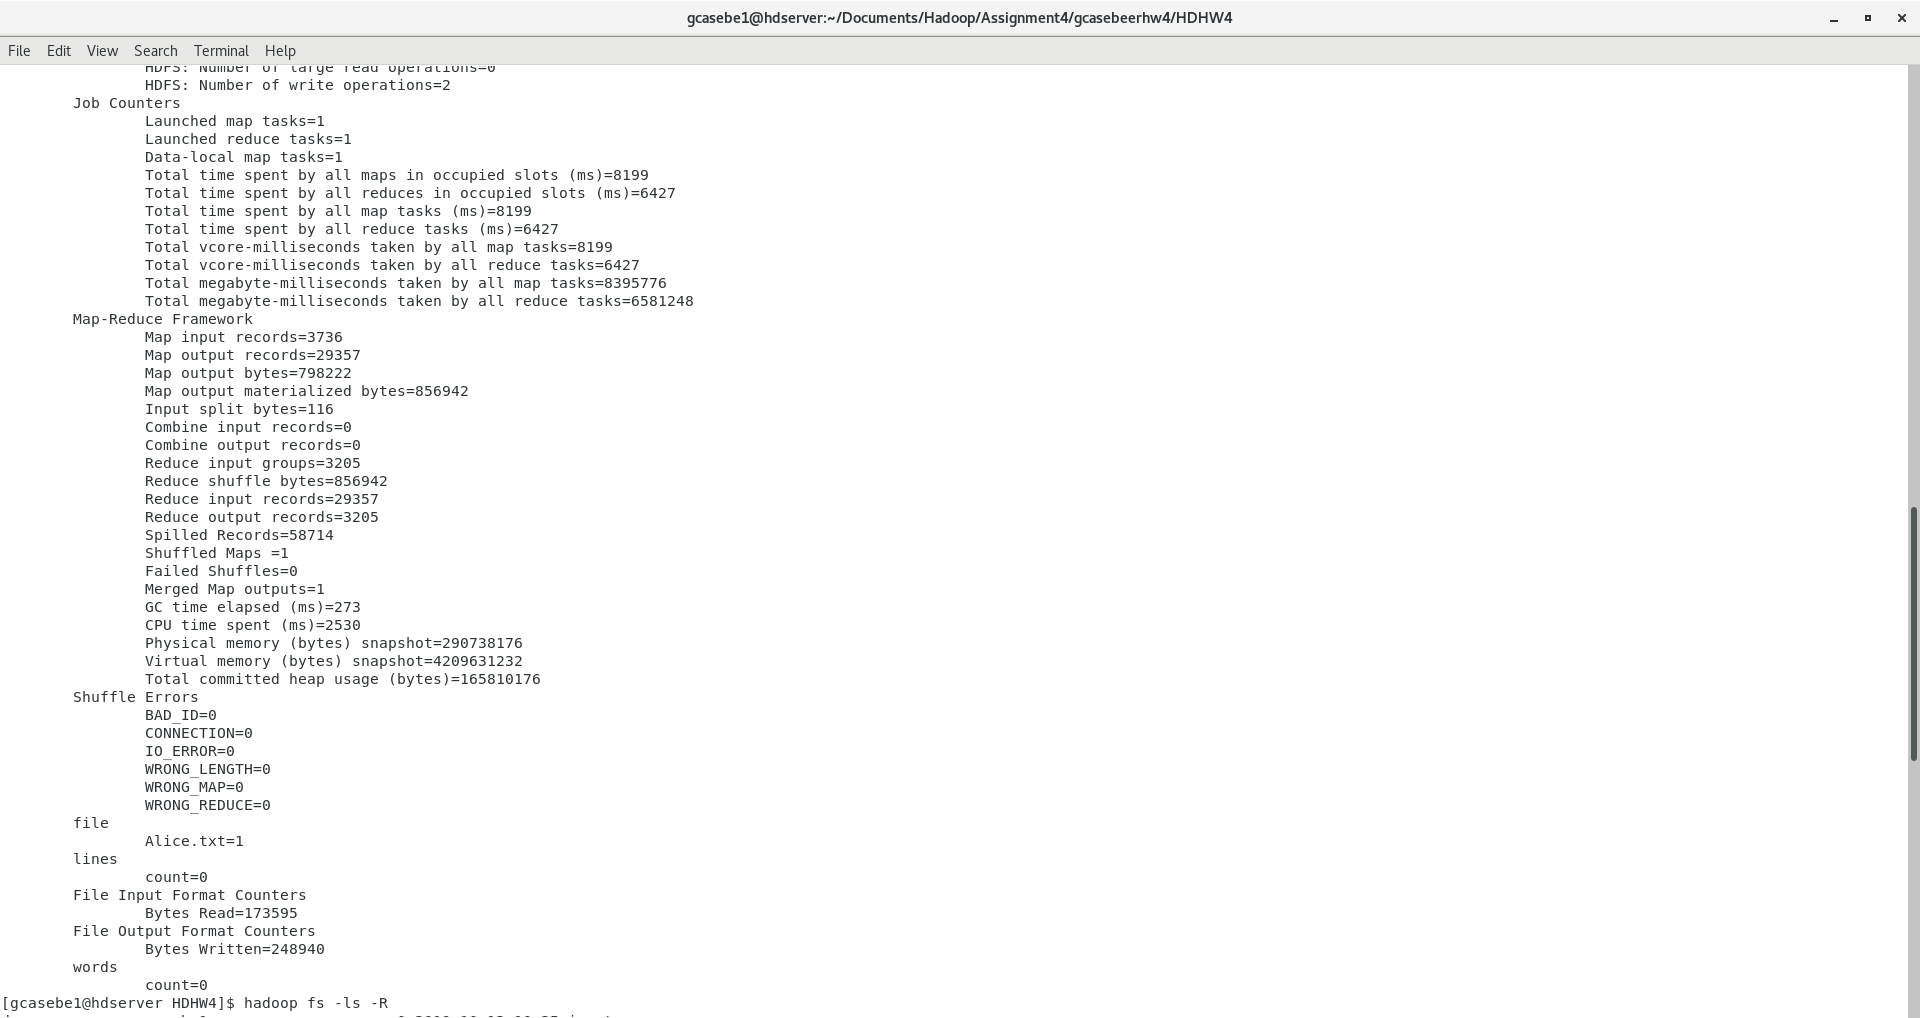 gcasebe1@hdserver:~/Documents/Hadoop/Assignment4/gcasebeerhw4/HDHW4
File Edit View Search Terminal Help
HDFS: Number of large read operations=0
HDFS: Number of write operations=2
Job Counters
Launched map tasks=1
Launched reduce tasks=1
Data-local map tasks=1
Total time spent by all maps in occupied slots (ms)=8199
Total time spent by all reduces in occupied slots (ms)=6427
Total time spent by all map tasks (ms)=8199
Total time spent by all reduce tasks (ms)=6427
Total vcore-milliseconds taken by all map tasks=8199
Total vcore-milliseconds taken by all reduce tasks=6427
Total megabyte-milliseconds taken by all map tasks=8395776
Total megabyte-milliseconds taken by all reduce tasks=6581248
Map-Reduce Framework
Map input records=3736
Map output records=29357
Map output bytes=798222
Map output materialized bytes=856942
Input split bytes=116
Combine input records=0
Combine output records=0
Reduce input groups=3205
Reduce shuffle bytes=856942
Reduce input records=29357
Reduce output records=3205
Spilled Records=58714
Shuffled Maps =1
Failed Shuffles=0
Merged Map outputs=1
GC time elapsed (ms)=273
CPU time spent (ms)=2530
Physical memory (bytes) snapshot=290738176
Virtual memory (bytes) snapshot=4209631232
Total committed heap usage (bytes)=165810176
Shuffle Errors
BAD_ID=0
CONNECTION=0
IO_ERROR=0
WRONG_LENGTH=0
WRONG_MAP=0
WRONG_REDUCE=0
file
Alice.txt=1
lines
count=0
File Input Format Counters
Bytes Read=173595
File Output Format Counters
Bytes Written=248940
words
count=0
[gcasebe1@hdserver HDHW4]$ hadoop fs -ls -R